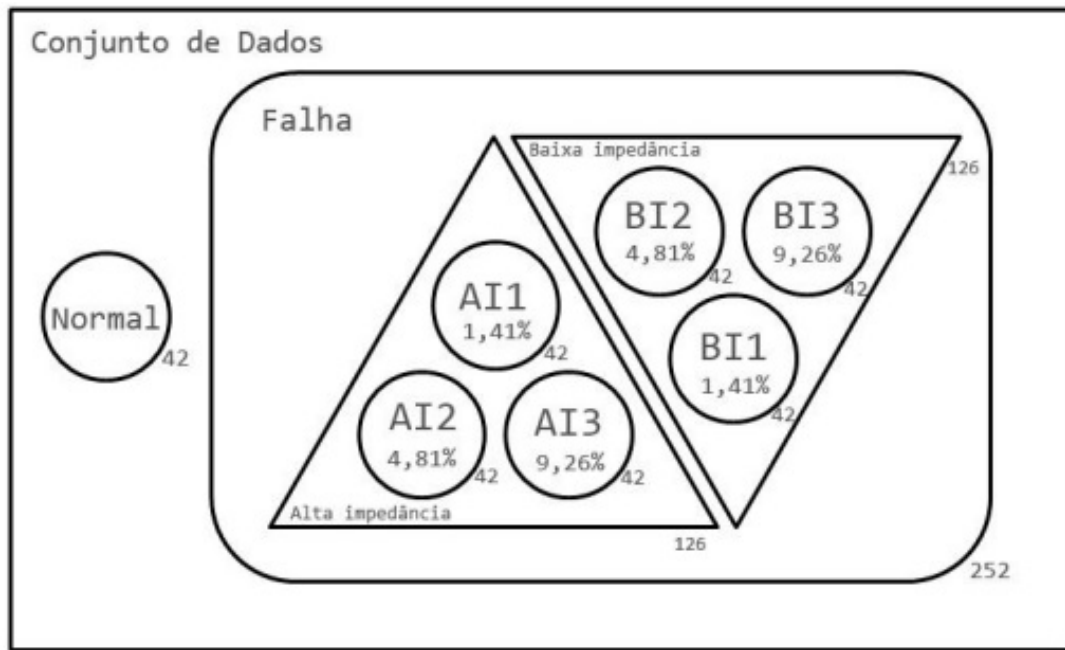 Conjunto de Dados
Falha
Baixa impedância
126
BI2
4,81%
42
BI3
9,26%
42
BI1
1,41%
42
Normal
42
AI1
1,41%
42
AI2
4,81%
42
AI3
9,26%
42
Alta impedância
126
252